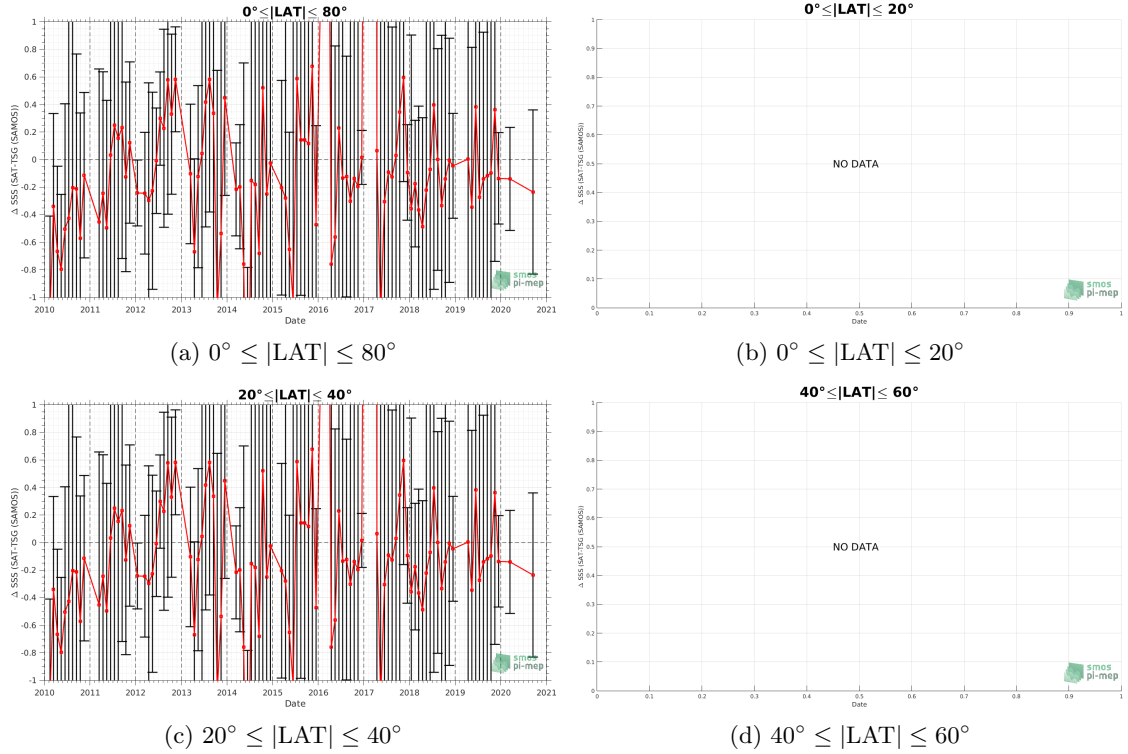 0°≤|LAT|≤ 80°
Δ SSS (SAT-TSG (SAMOS))
1
0.8
0.6
0.4
0.2
0
-0.2
-0.4
-0.6
-0.8
-1
2010 2011 2012 2013 2014 2015 2016 2017 2018 2019 2020 2021
Date
smos
pi-mep
(a) 0° ≤ |LAT| ≤ 80°
0°≤|LAT|≤ 20°
Δ SSS (SAT-TSG (SAMOS))
1
0.9
0.8
0.7
0.6
0.5
0.4
0.3
0.2
0.1
0
NO DATA
0 0.1 0.2 0.3 0.4 0.5 0.6 0.7 0.8 0.9 1
Date
smos
pi-mep
(b) 0° ≤ |LAT| ≤ 20°
20°≤|LAT|≤ 40°
Δ SSS (SAT-TSG (SAMOS))
1
0.8
0.6
0.4
0.2
0
-0.2
-0.4
-0.6
-0.8
-1
2010 2011 2012 2013 2014 2015 2016 2017 2018 2019 2020 2021
Date
smos
pi-mep
(c) 20° ≤ |LAT| ≤ 40°
40°≤|LAT|≤ 60°
Δ SSS (SAT-TSG (SAMOS))
1
0.9
0.8
0.7
0.6
0.5
0.4
0.3
0.2
0.1
0
NO DATA
0 0.1 0.2 0.3 0.4 0.5 0.6 0.7 0.8 0.9 1
Date
smos
pi-mep
(d) 40° ≤ |LAT| ≤ 60°